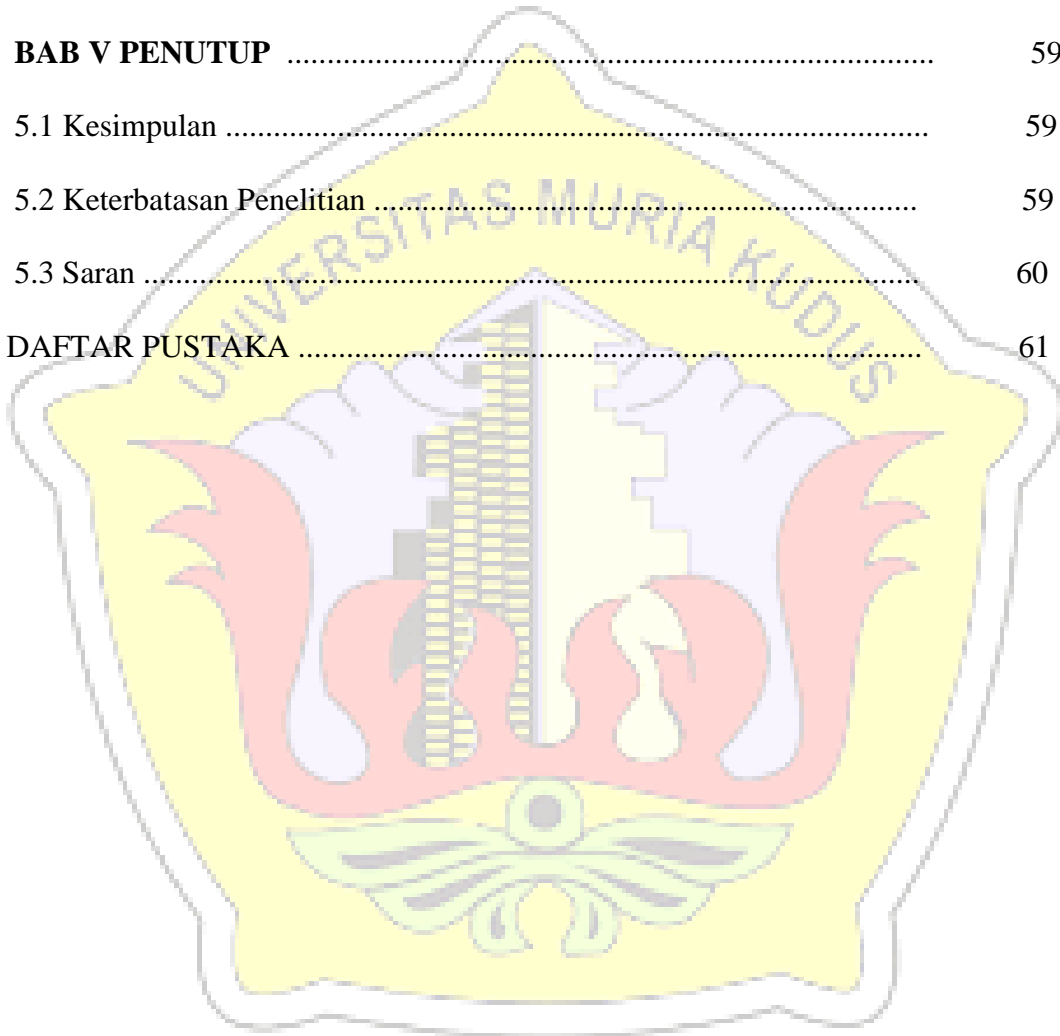 BAB V PENUTUP ................................................................................ 59
5.1 Kesimpulan ....................................................................................... 59
5.2 Keterbatasan Penelitian ................................................................... 59
5.3 Saran ................................................................................................ 60
DAFTAR PUSTAKA ............................................................................. 61
UNIVERSITAS MURIA KUDUS